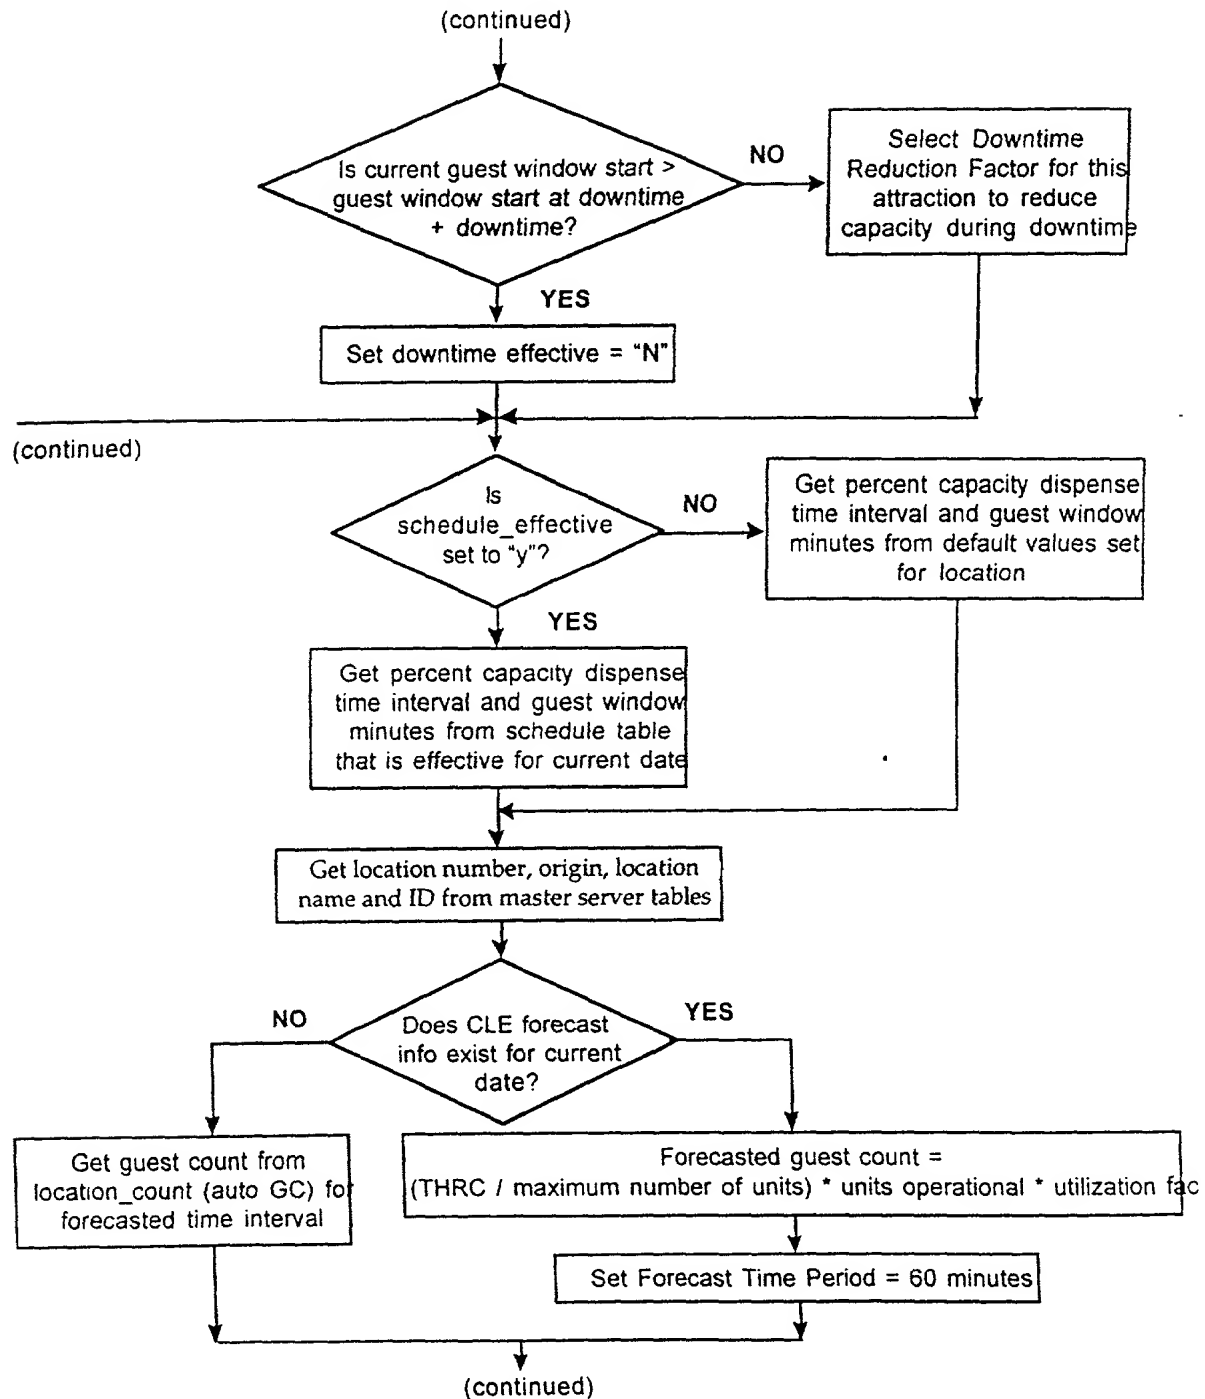 (continued)
Is current guest window start >
guest window start at downtime
+ downtime?
NO
Select Downtime
Reduction Factor for this
attraction to reduce
capacity during downtime
YES
Set downtime effective = "N"
(continued)
Is
schedule_effective
set to "y"?
NO
Get percent capacity dispense
time interval and guest window
minutes from default values set
for location
YES
Get percent capacity dispense
time interval and guest window
minutes from schedule table
that is effective for current date
Get location number, origin, location
name and ID from master server tables
Does CLE forecast
info exist for current
date?
NO
YES
Get guest count from
location_count (auto GC) for
forecasted time interval
Forecasted guest count =
(THRC / maximum number of units) * units operational * utilization fac
Set Forecast Time Period = 60 minutes
(continued)